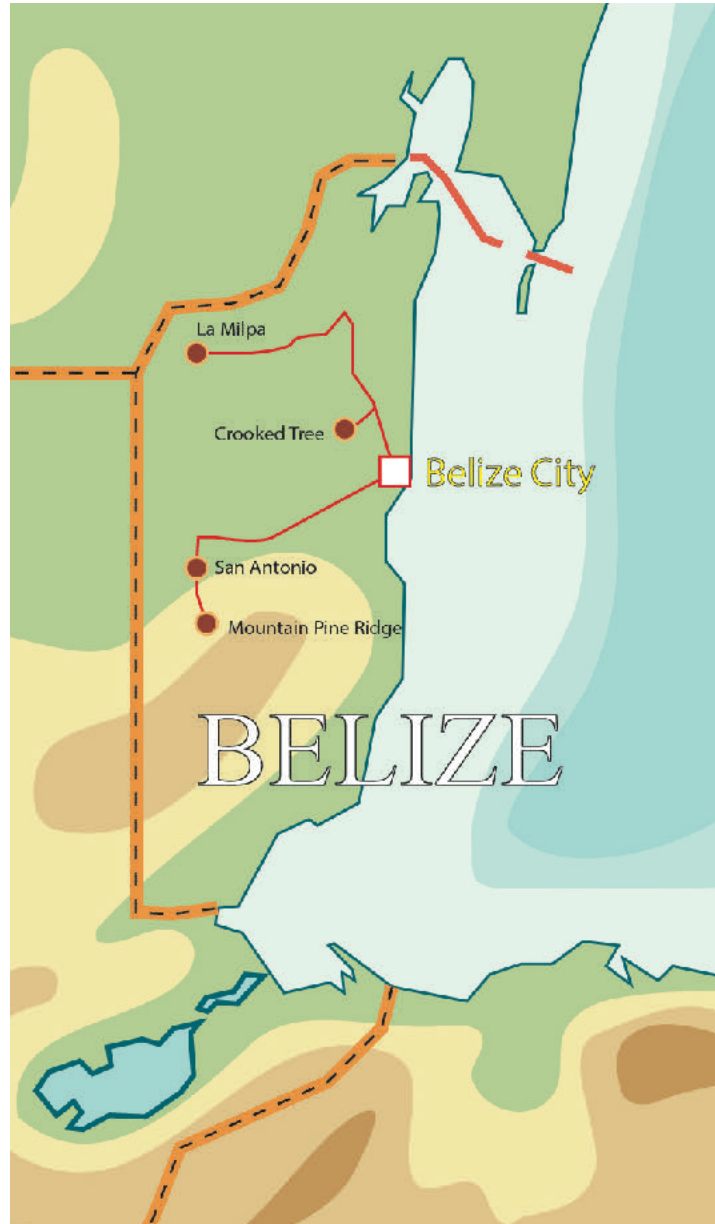 La Milpa
Crooked Tree
Belize City
San Antonio
Mountain Pine Ridge
BELIZE